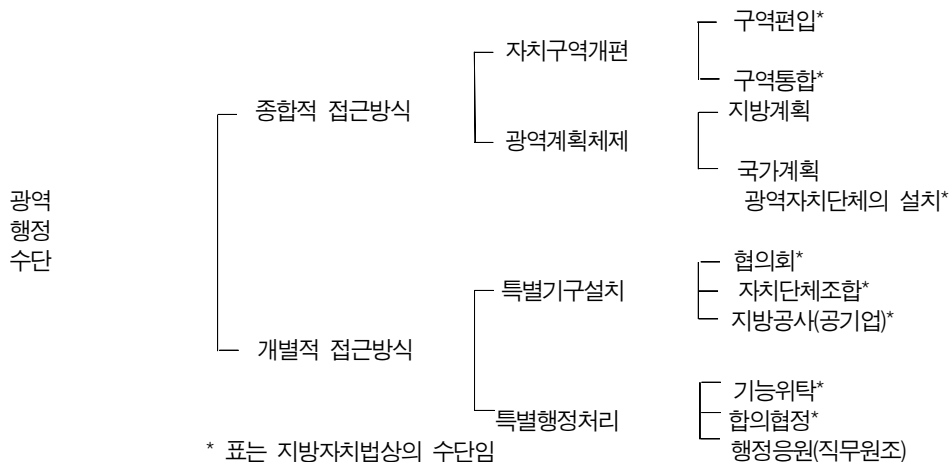 구역편입*
자치구역개편
구역통합*
종합적 접근방식
지방계획
광역계획체제
국가계획
광역자치단체의 설치*
광역
행정
수단
협의회*
특별기구설치
자치단체조합*
지방공사(공기업)*
개별적 접근방식
기능위탁*
특별행정처리
합의협정*
행정응원(직무원조)
* 표는 지방자치법상의 수단임